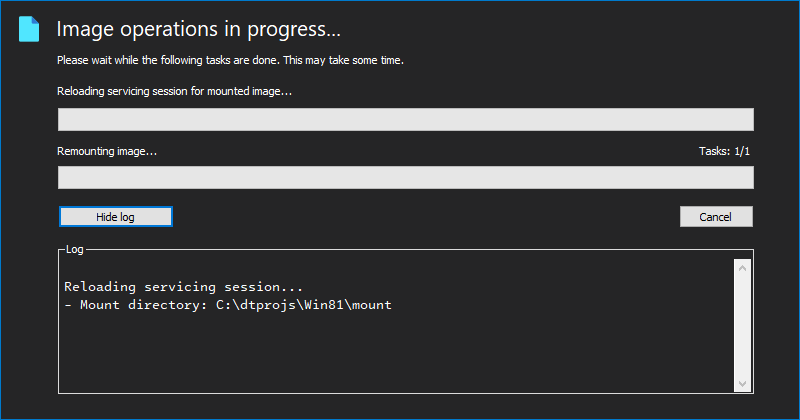 Image operations in progress...
Please wait while the following tasks are done. This may take some time.
Reloading servicing session for mounted image...
Remounting image...
Tasks: 1/1
Hide log
Cancel
Log
Reloading servicing session...
- Mount directory: C:\dtprojs\Win81\mount